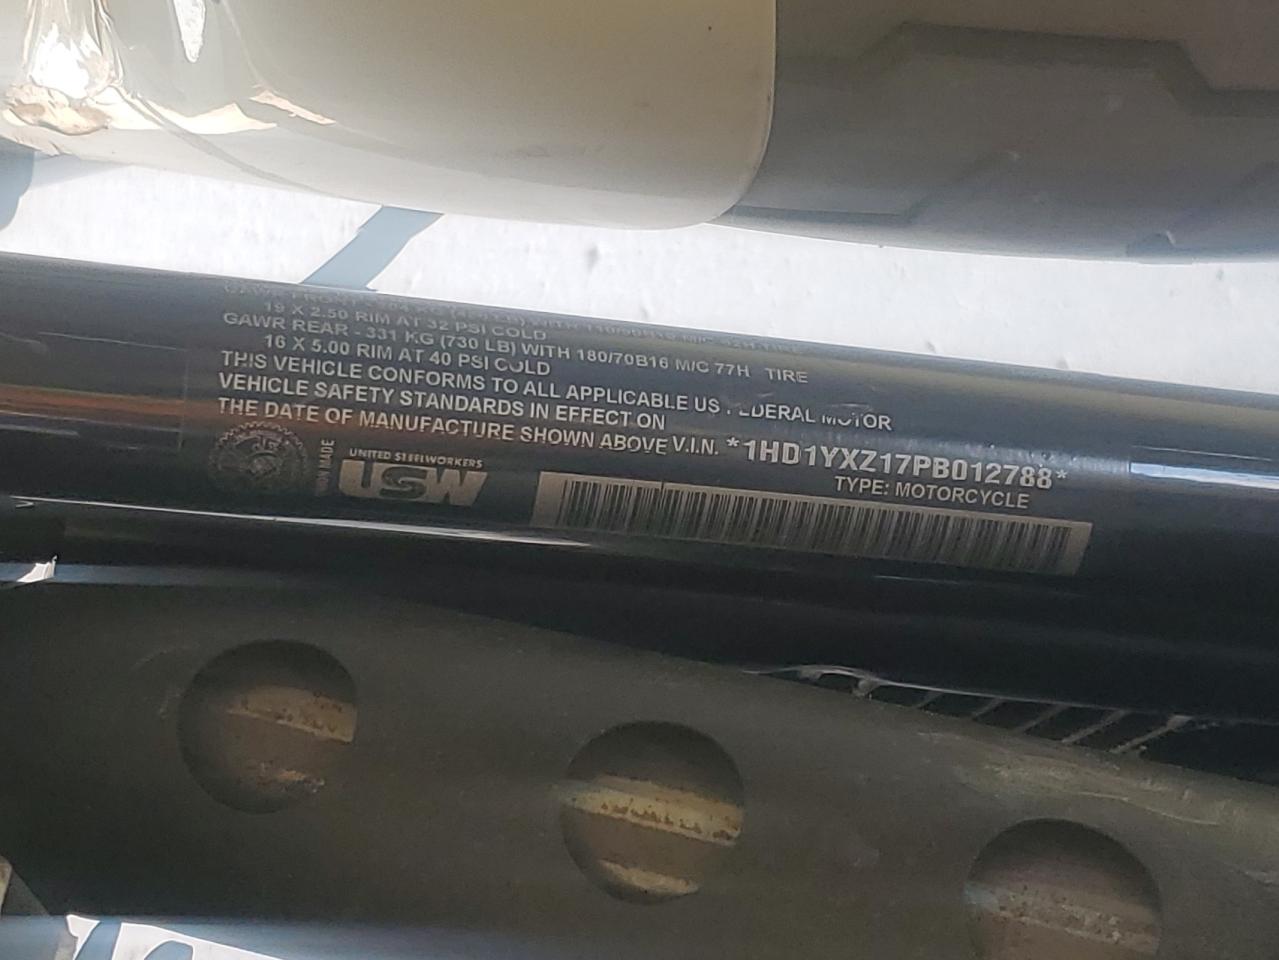 19 X 2.50 RIM AT 32 PSI COLD
GAWR REAR - 331 KG (730 LB) WITH 180/70B16 M/C 77H TIRE
16 X 5.00 RIM AT 40 PSI COLD
THIS VEHICLE CONFORMS TO ALL APPLICABLE US FEDERAL MOTOR
VEHICLE SAFETY STANDARDS IN EFFECT ON
THE DATE OF MANUFACTURE SHOWN ABOVE V.I.N. *1HD1YXZ17PB012788*
TYPE: MOTORCYCLE
UNION MADE
UNITED STEELWORKERS
USW